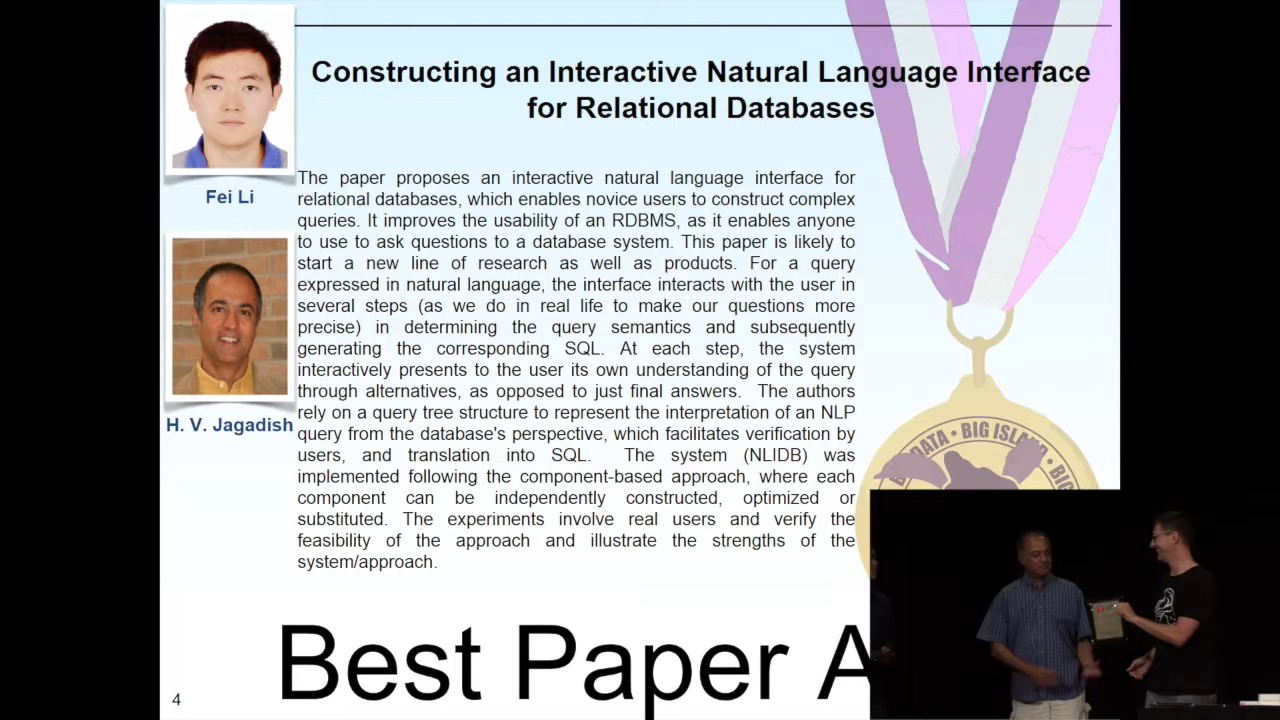 Constructing an Interactive Natural Language Interface
for Relational Databases
Fei Li
H. V. Jagadish
The paper proposes an interactive natural language interface for
relational databases, which enables novice users to construct complex
queries. It improves the usability of an RDBMS, as it enables anyone
to use to ask questions to a database system. This paper is likely to
start a new line of research as well as products. For a query
expressed in natural language, the interface interacts with the user in
several steps (as we do in real life to make our questions more
precise) in determining the query semantics and subsequently
generating the corresponding SQL. At each step, the system
interactively presents to the user its own understanding of the query
through alternatives, as opposed to just final answers. The authors
rely on a query tree structure to represent the interpretation of an NLP
query from the database's perspective, which facilitates verification by
users, and translation into SQL. The system (NLIDB) was
implemented following the component-based approach, where each
component can be independently constructed, optimized or
substituted. The experiments involve real users and verify the
feasibility of the approach and illustrate the strengths of the
system/approach.
DATA • BIG ISLAND • BIG
Best Paper A
4